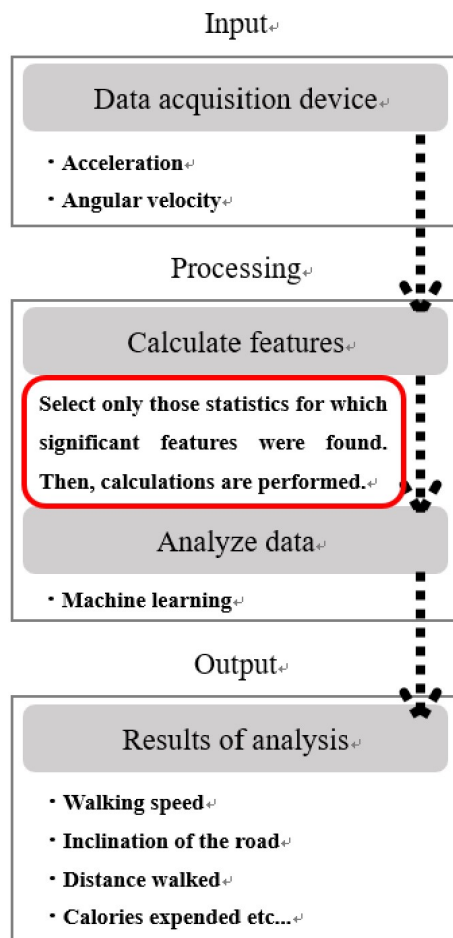 Input
Data acquisition device
・Acceleration
・Angular velocity
Processing
Calculate features
Select only those statistics for which
significant features were found.
Then, calculations are performed.
Analyze data
・Machine learning
Output
Results of analysis
・Walking speed
・Inclination of the road
・Distance walked
・Calories expended etc...